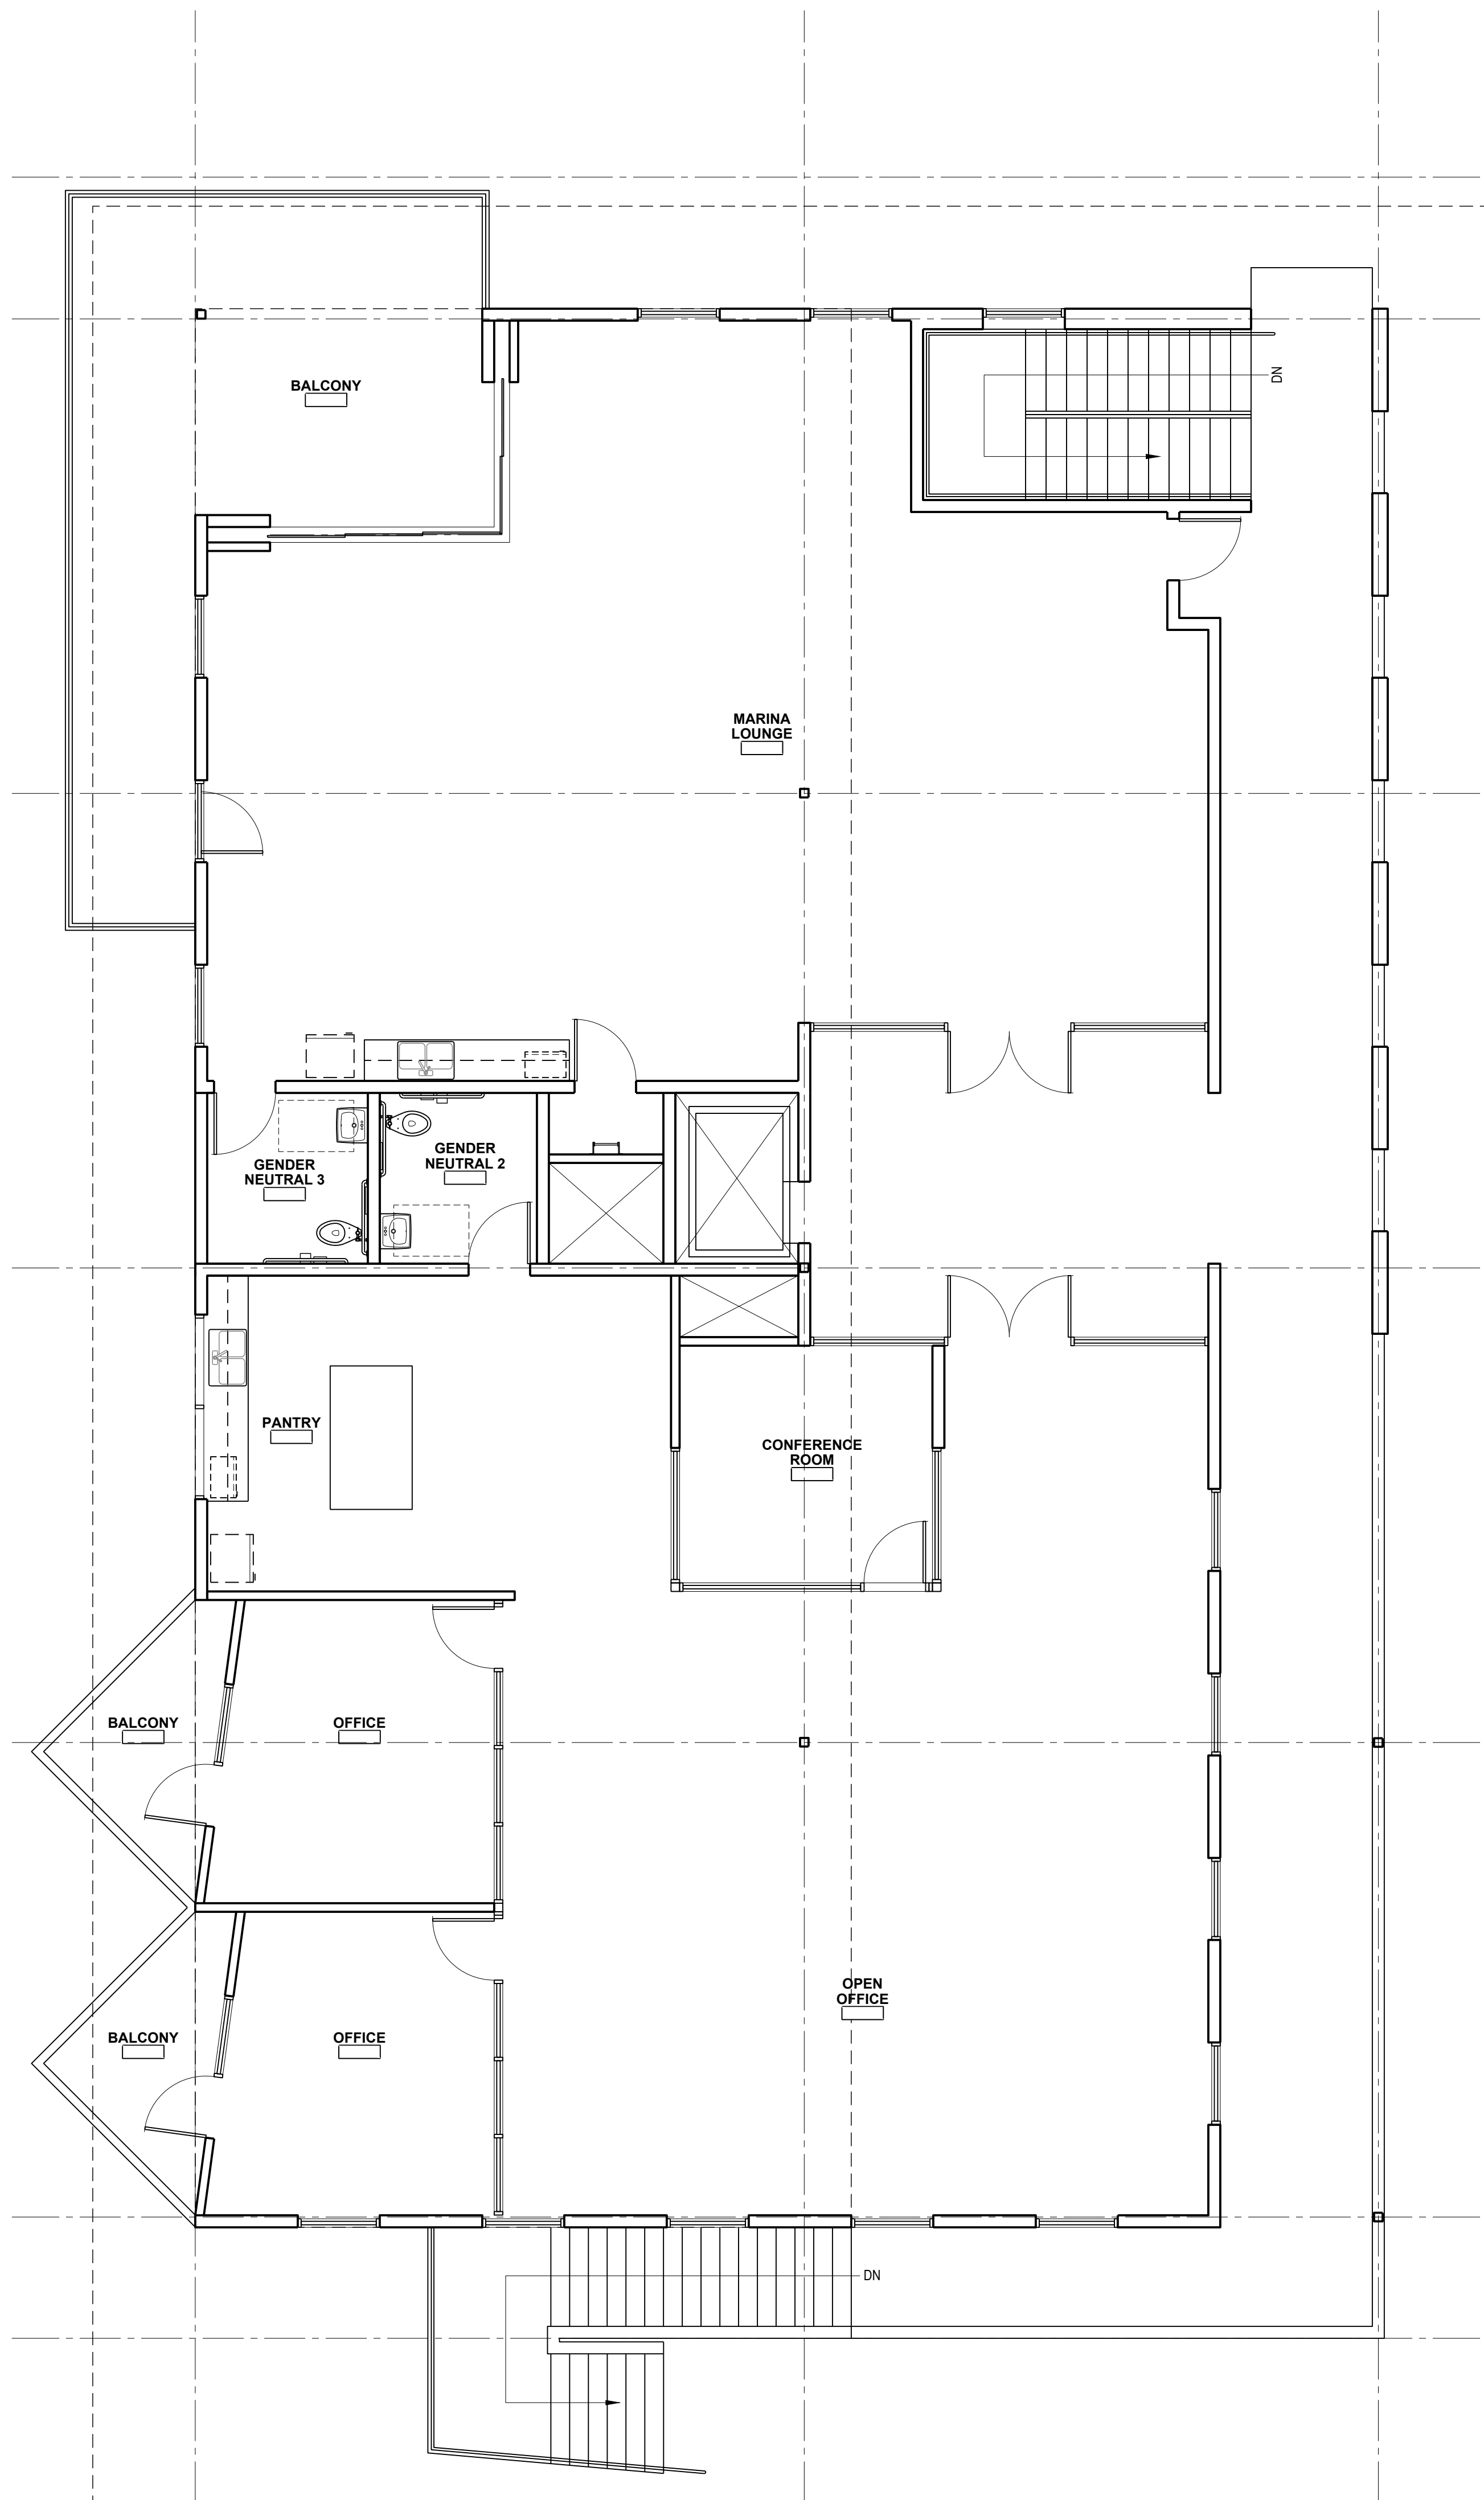 BALCONY
DN
MARINA
LOUNGE
GENDER
NEUTRAL 2
GENDER
NEUTRAL 3
PANTRY
CONFERENCE
ROOM
BALCONY
OFFICE
OPEN
OFFICE
BALCONY
OFFICE
DN